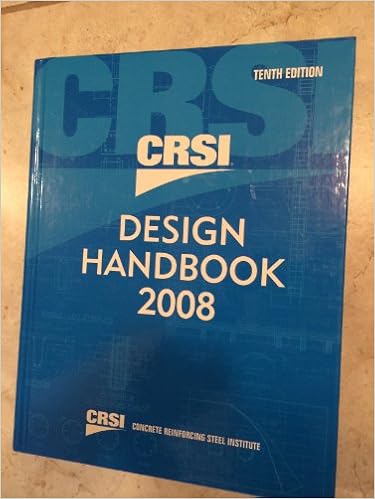 CRSI
TENTH EDITION
CRSI
DESIGN
HANDBOOK
2008
CRSI CONCRETE REINFORCING STEEL INSTITUTE